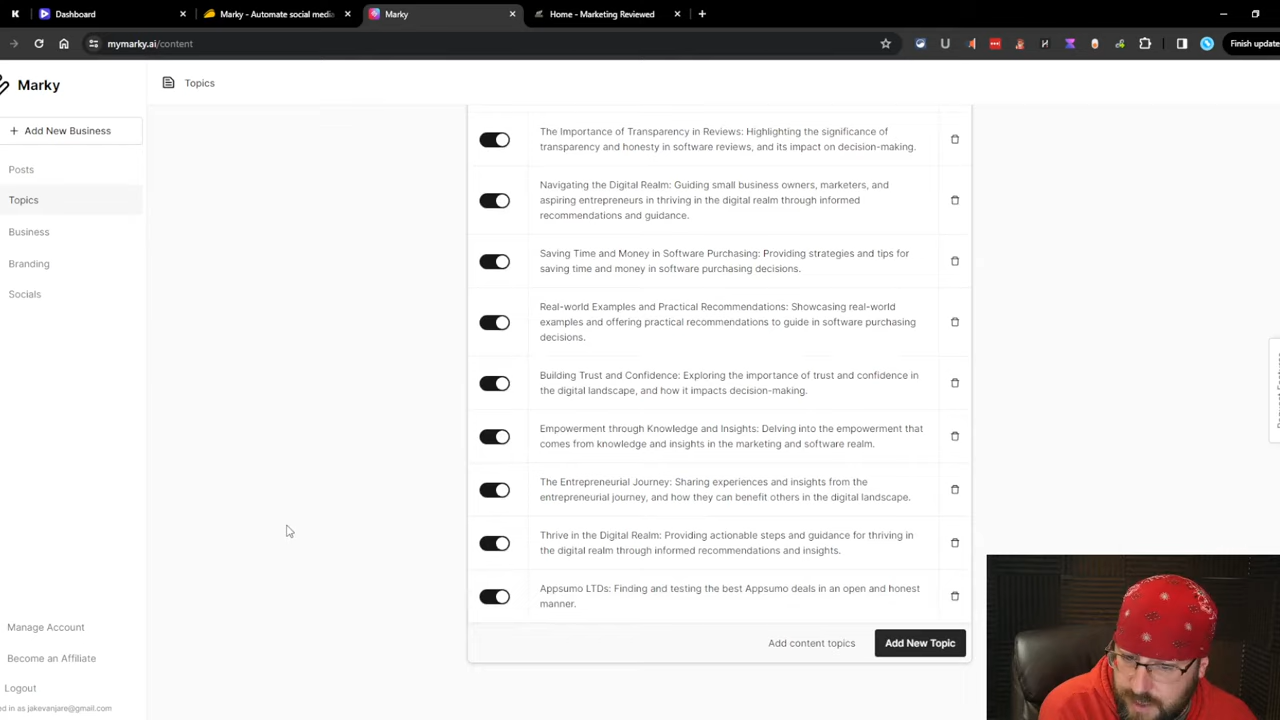 Dashboard
Marky - Automate social medi
Marky
Home - Marketing Reviewed
mymarky.ai/content
Finish update
Marky
Topics
Add New Business
Posts
Topics
Business
Branding
Socials
The Importance of Transparency in Reviews: Highlighting the significance of
transparency and honesty in software reviews, and its impact on decision-making.
Navigating the Digital Realm: Guiding small business owners, marketers, and
aspiring entrepreneurs in thriving in the digital realm through informed
recommendations and guidance.
Saving Time and Money in Software Purchasing: Providing strategies and tips for
saving time and money in software purchasing decisions.
Real-world Examples and Practical Recommendations: Showcasing real-world
examples and offering practical recommendations to guide in software purchasing
decisions.
Building Trust and Confidence: Exploring the importance of trust and confidence in
the digital landscape, and how it impacts decision-making.
Empowerment through Knowledge and Insights: Delving into the empowerment that
comes from knowledge and insights in the marketing and software realm.
The Entrepreneurial Journey: Sharing experiences and insights from the
entrepreneurial journey, and how they can benefit others in the digital landscape.
Thrive in the Digital Realm: Providing actionable steps and guidance for thriving in
the digital realm through informed recommendations and insights.
Appsumo LTDs: Finding and testing the best Appsumo deals in an open and honest
manner.
Add content topics
Add New Topic
Manage Account
Become an Affiliate
Logout
ed in as jakevanjare@gmail.com